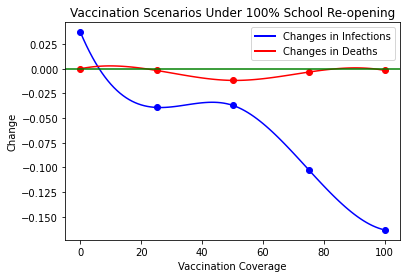 Vaccination Scenarios Under 100% School Re-opening
Changes in Infections
Changes in Deaths
0.025
0.000
−0.025
−0.050
−0.075
−0.100
−0.125
−0.150
Change
0 20 40 60 80 100
Vaccination Coverage